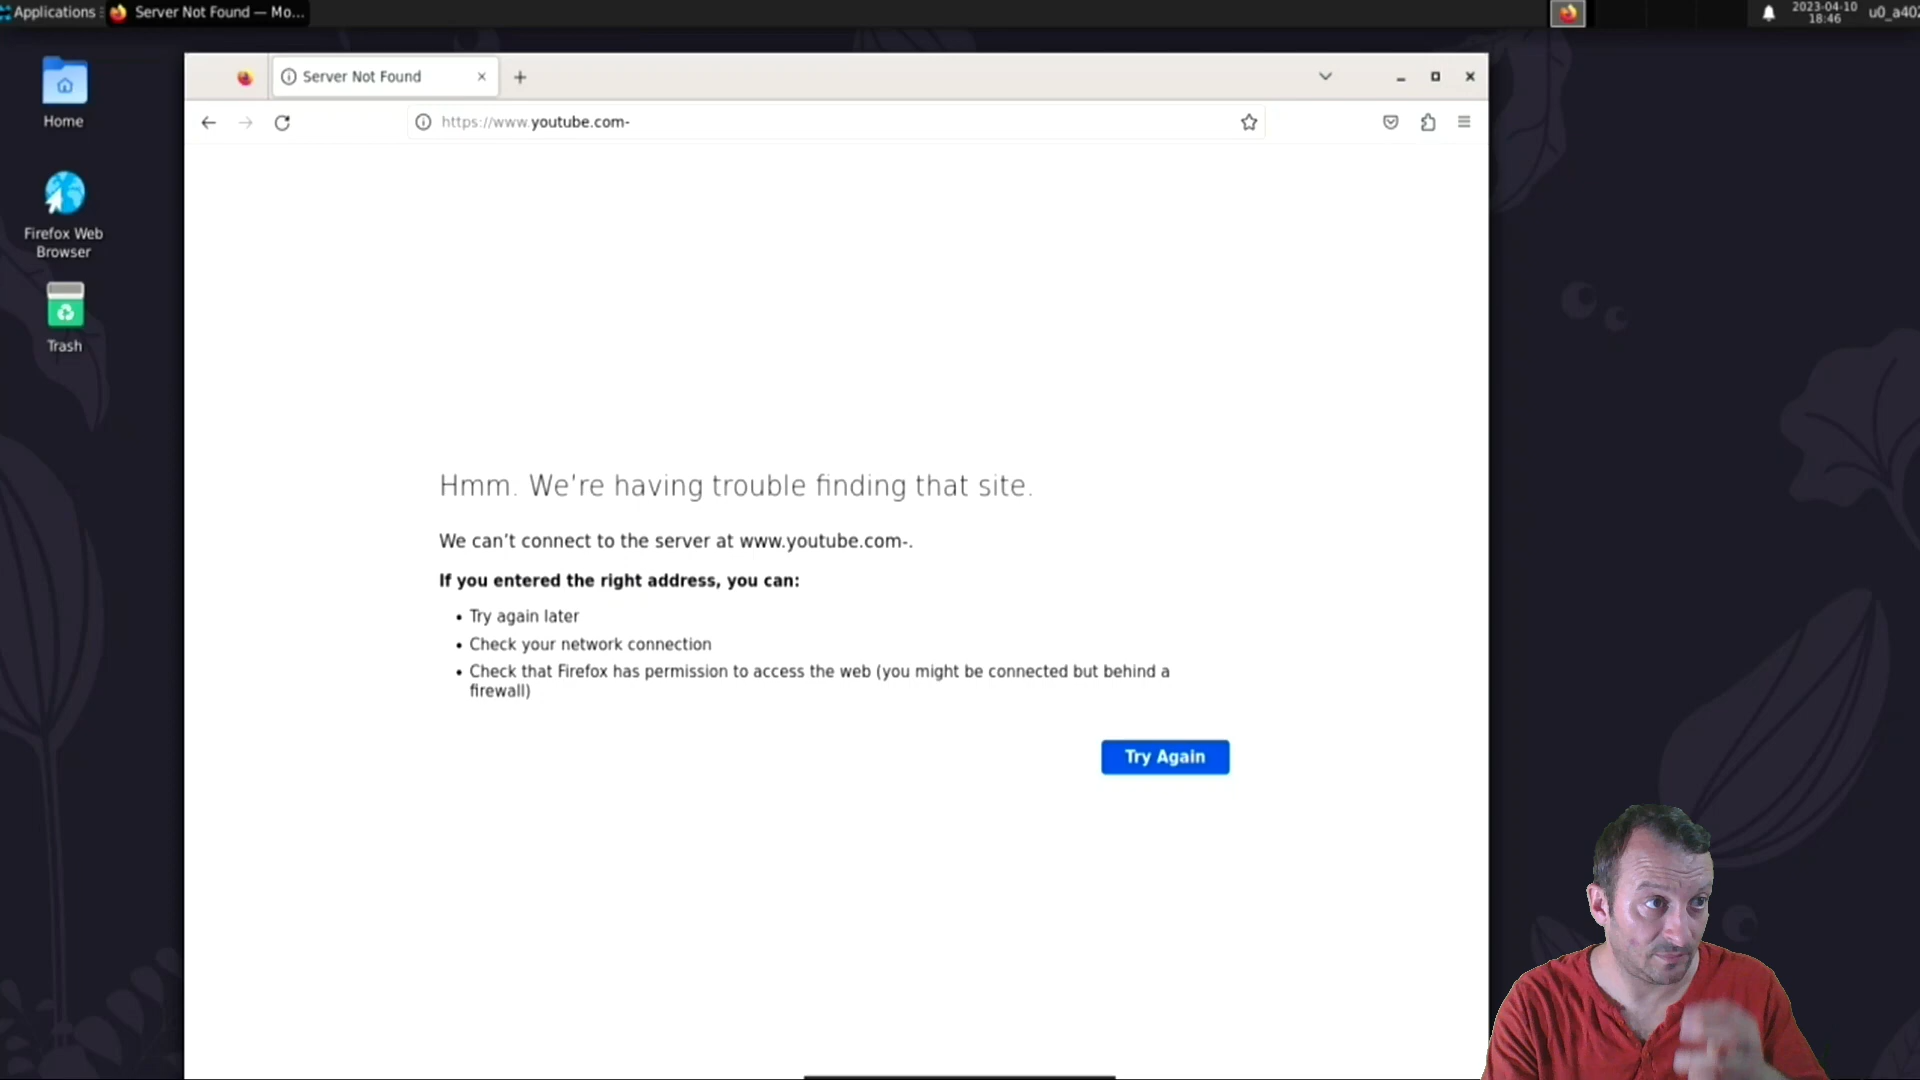 Applications
Server Not Found — Mo...
2023-04-10
18:46
u0_a402
Home
Firefox Web
Browser
Trash
Server Not Found
https://www.youtube.com-
Hmm. We're having trouble finding that site.
We can't connect to the server at www.youtube.com-.
If you entered the right address, you can:
• Try again later
• Check your network connection
• Check that Firefox has permission to access the web (you might be connected but behind a
firewall)
Try Again